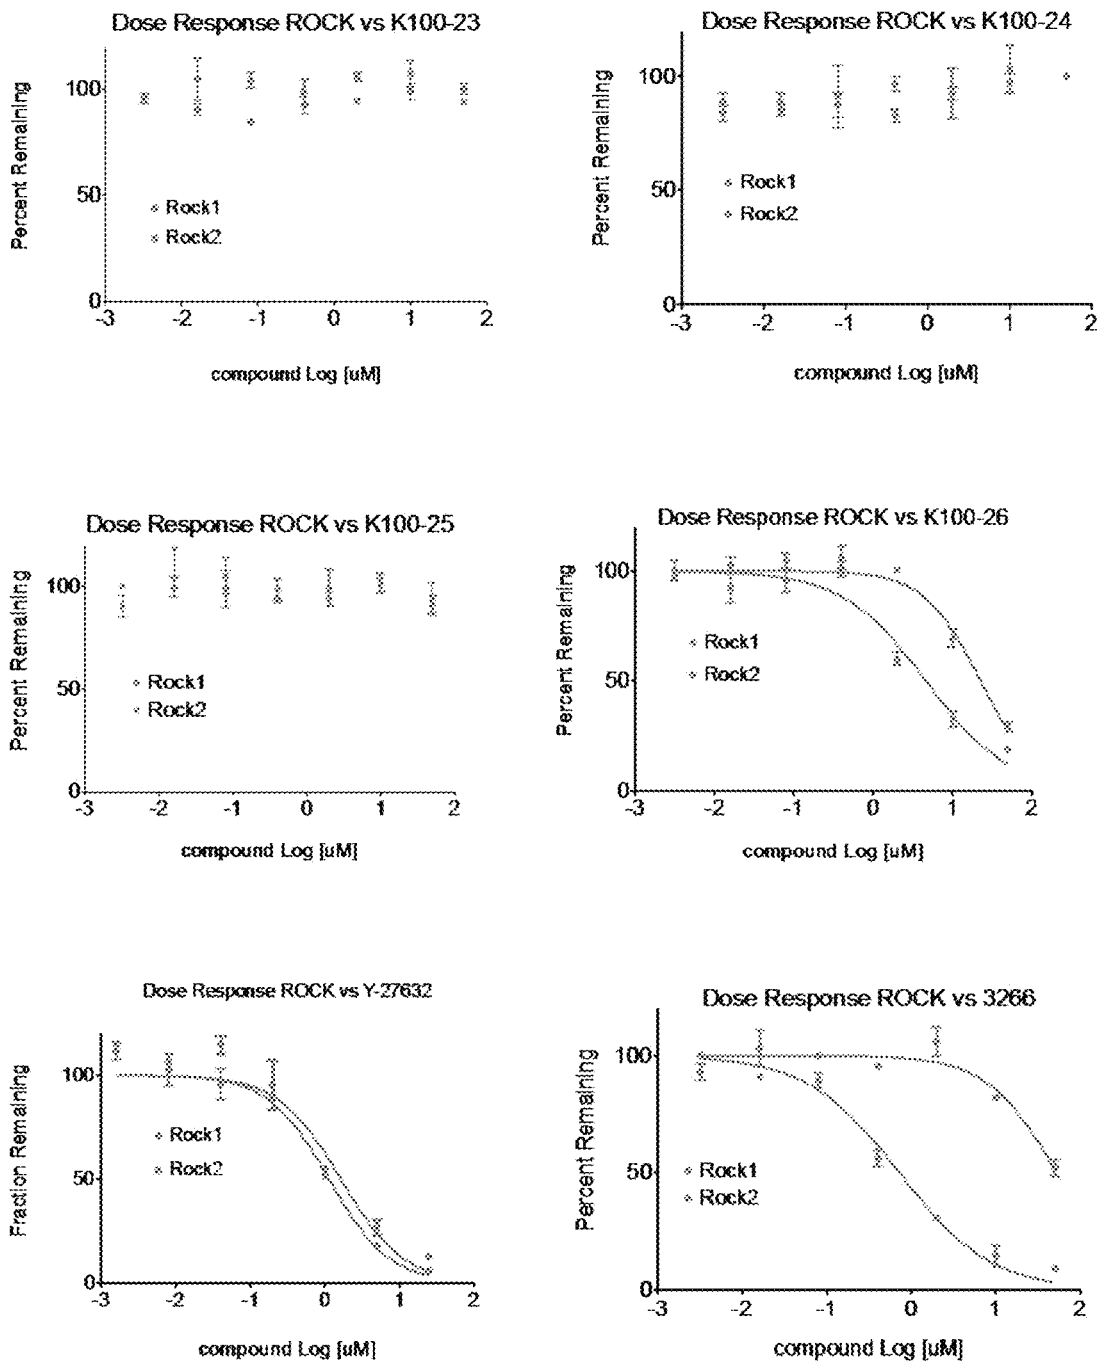 Dose Response ROCK vs K100-23
Percent Remaining
100
50
0
Rock1
Rock2
-3 -2 -1 0 1 2
compound Log [uM]
Dose Response ROCK vs K100-24
Percent Remaining
100
50
0
Rock1
Rock2
-3 -2 -1 0 1 2
compound Log [uM]
Dose Response ROCK vs K100-25
Percent Remaining
100
50
0
Rock1
Rock2
-3 -2 -1 0 1 2
compound Log [uM]
Dose Response ROCK vs K100-26
Percent Remaining
100
50
0
Rock1
Rock2
-3 -2 -1 0 1 2
compound Log [uM]
Dose Response ROCK vs Y-27632
Fraction Remaining
100
50
0
Rock1
Rock2
-3 -2 -1 0 1 2
compound Log [uM]
Dose Response ROCK vs 3266
Percent Remaining
100
50
0
Rock1
Rock2
-3 -2 -1 0 1 2
compound Log [uM]